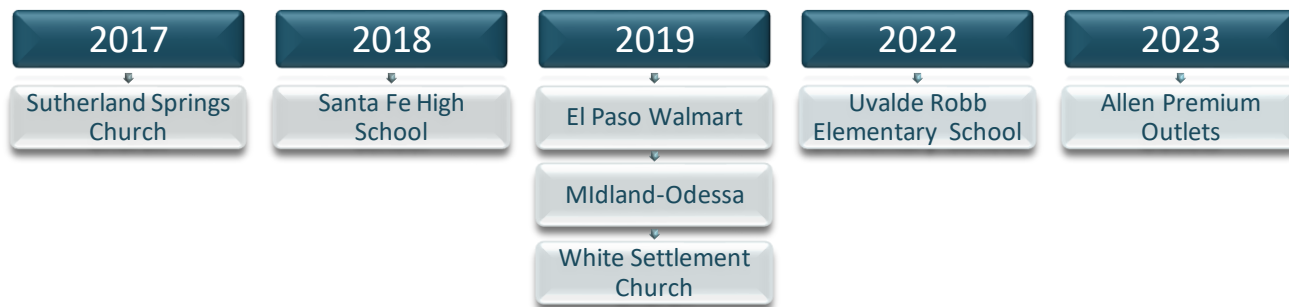 2017
Sutherland Springs
Church
2018
Santa Fe High
School
2019
El Paso Walmart
MIdland-Odessa
White Settlement
Church
2022
Uvalde Robb
Elementary School
2023
Allen Premium
Outlets